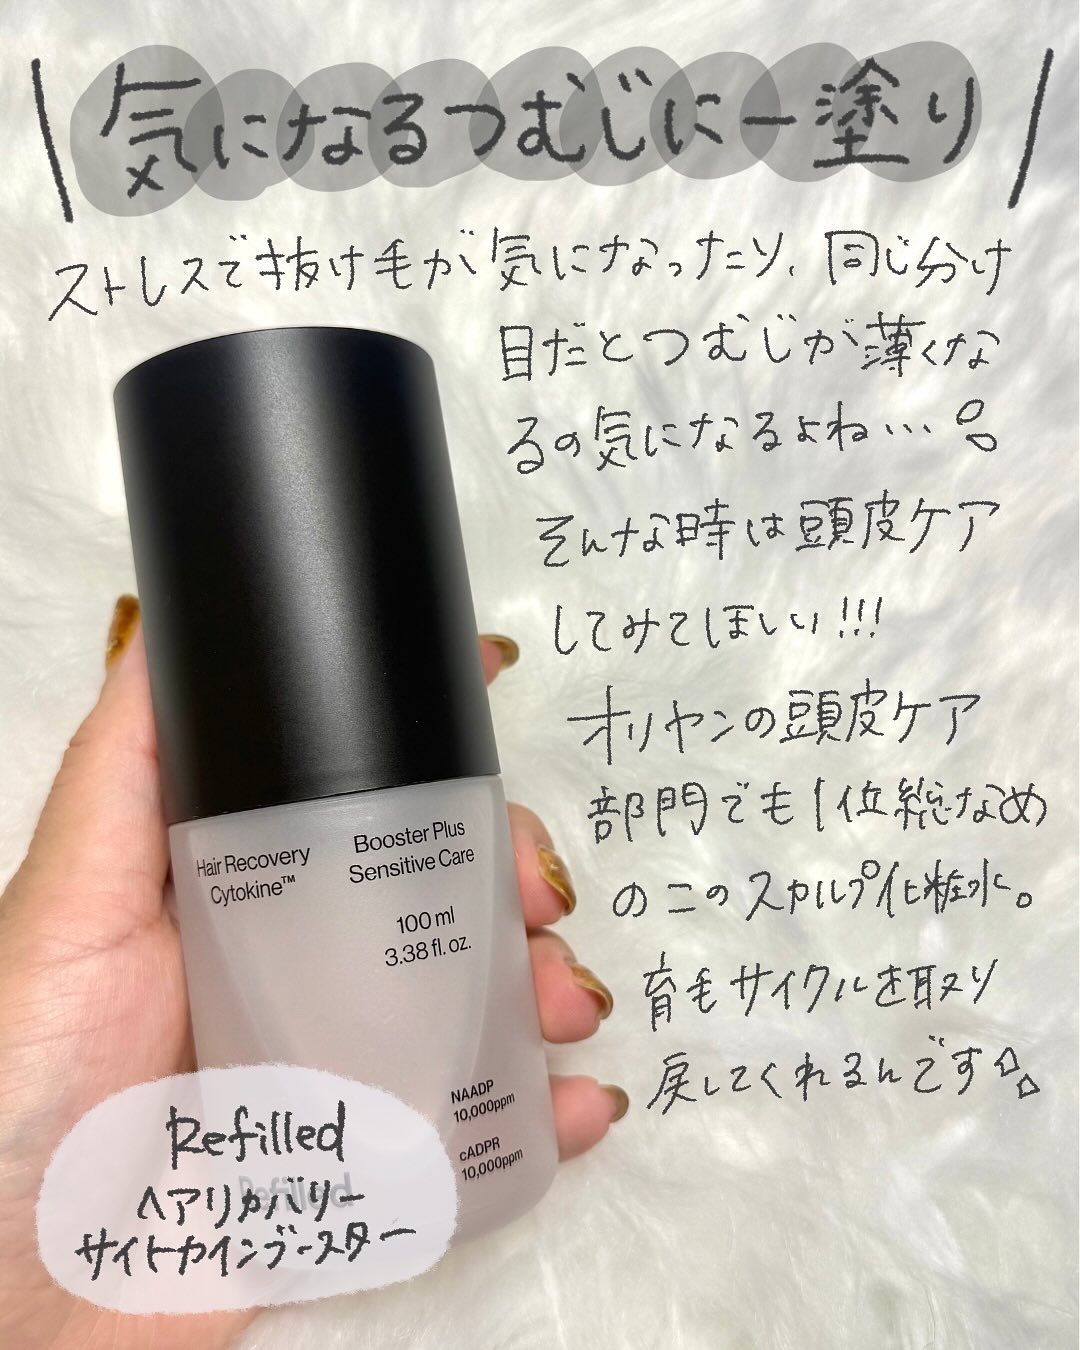 \ 気になるつむじに一塗り /
ストレスで抜け毛が気になったり、同じ分け
目だとつむじが薄くな
るの気になるよね…
そんな時は頭皮ケア
してみてほしい!!!
オリヤンの頭皮ケア
部門でも1位総なめ
のこのスカルプ化粧水。
育毛サイクルを取り
戻してくれるんです
Hair Recovery
Cytokine™
Booster Plus
Sensitive Care
100 ml
3.38 fl. oz.
NAADP
10,000ppm
cADPR
10,000ppm
Refilled
Refilled
ヘアリカバリー
サイトカインブースター